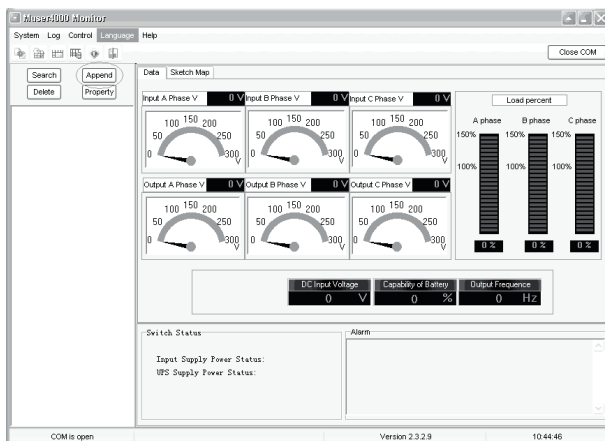 Muser4000 Monitor
System Log Control Language Help
Close COM
Search Append
Delete Property
Data Sketch Map
Input A Phase V 0 V Input B Phase V 0 V Input C Phase V 0 V
0 50 100 150 200 250 300 V
0 50 100 150 200 250 300 V
0 50 100 150 200 250 300 V
Output A Phase V 0 V Output B Phase V 0 V Output C Phase V 0 V
0 50 100 150 200 250 300 V
0 50 100 150 200 250 300 V
0 50 100 150 200 250 300 V
Load percent
A phase B phase C phase
150% 150% 150%
100% 100% 100%
0 % 0 % 0 %
DC Input Voltage Capability of Battery Output Frequence
0 V 0 % 0 Hz
Switch Status
Input Supply Power Status:
UPS Supply Power Status:
Alarm
COM is open Version 2.3.2.9 10:44:46